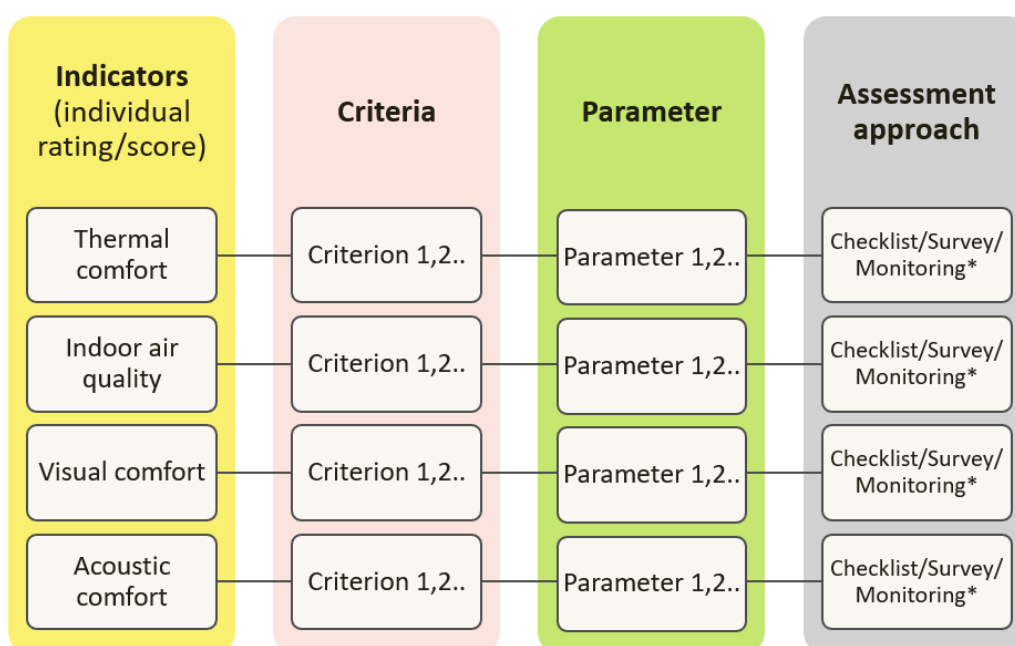 Indicators
(individual
rating/score)
Criteria
Parameter
Assessment
approach
Thermal
comfort
Criterion 1,2..
Parameter 1,2..
Checklist/Survey/
Monitoring*
Indoor air
quality
Criterion 1,2..
Parameter 1,2..
Checklist/Survey/
Monitoring*
Visual comfort
Criterion 1,2..
Parameter 1,2..
Checklist/Survey/
Monitoring*
Acoustic
comfort
Criterion 1,2..
Parameter 1,2..
Checklist/Survey/
Monitoring*